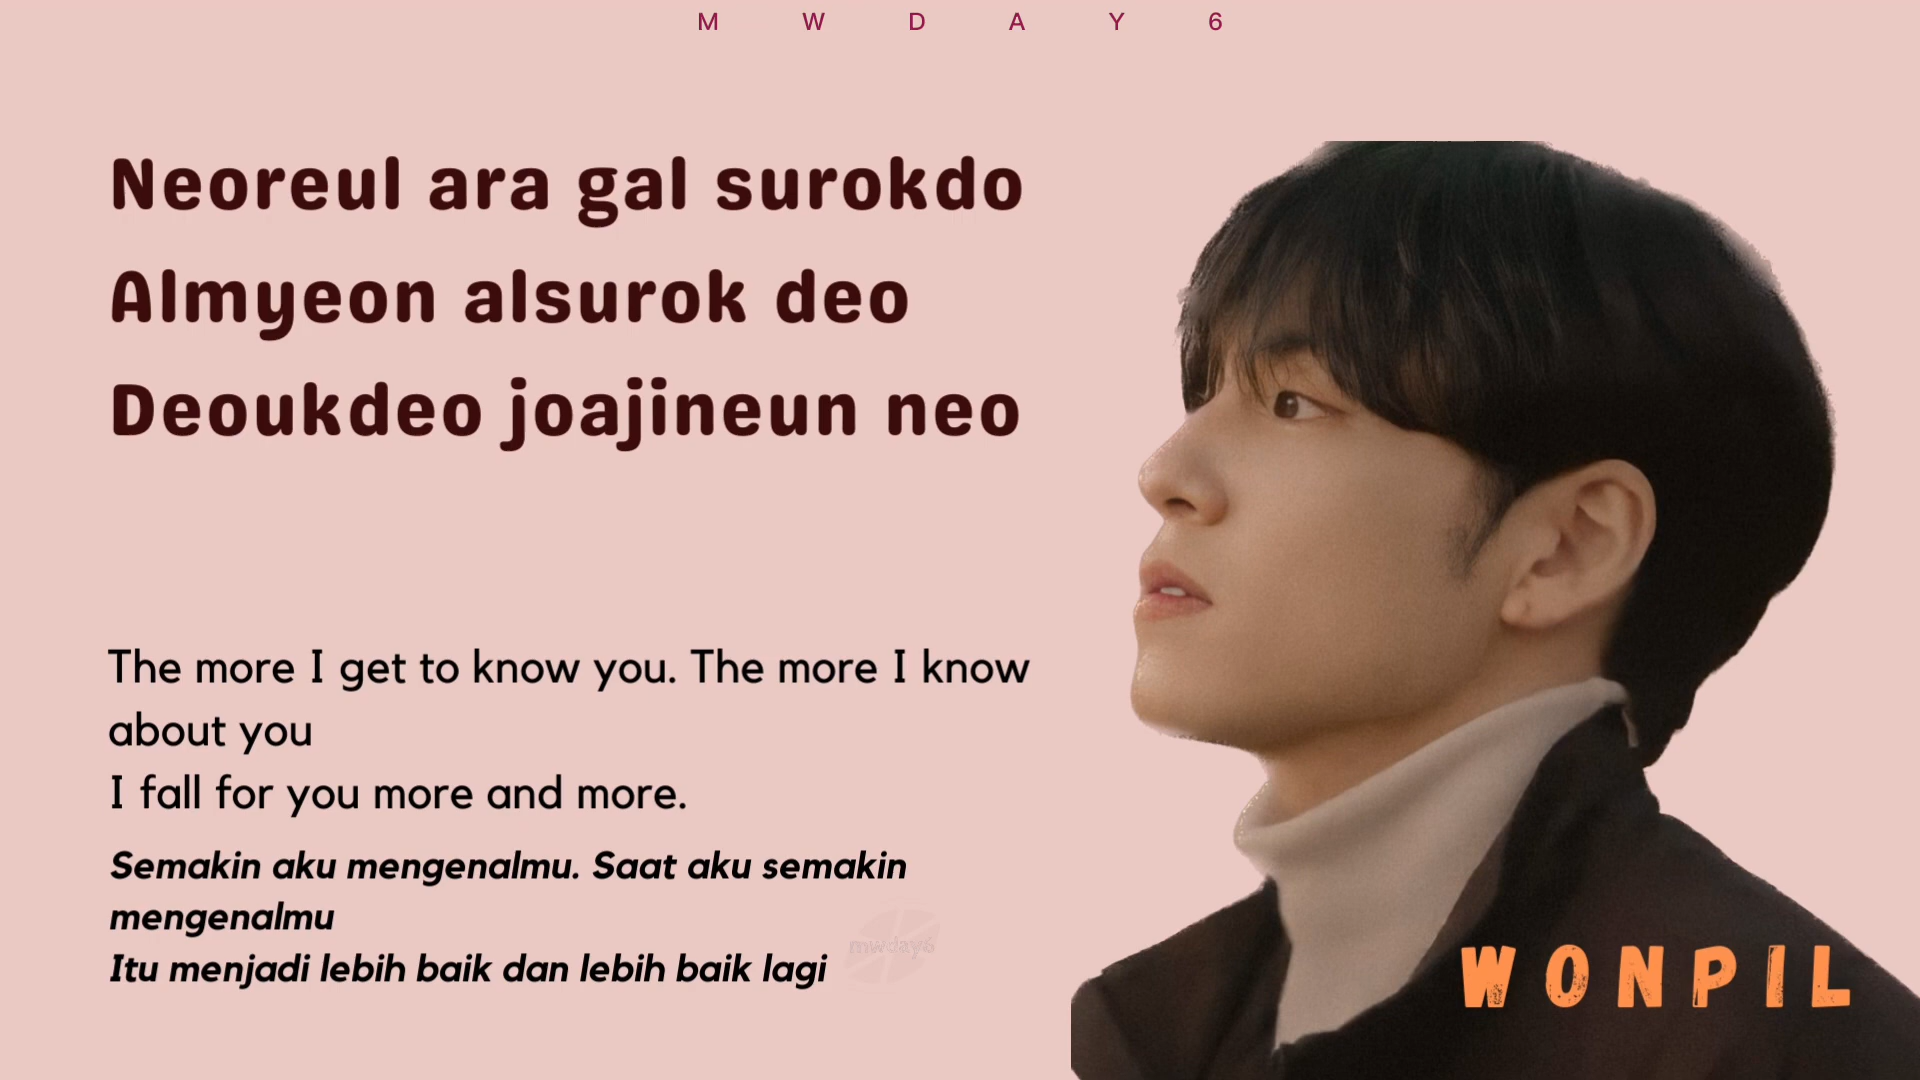 M W D A Y 6
Neoreul ara gal surokdo
Almyeon alsurok deo
Deoukdeo joajineun neo
The more I get to know you. The more I know
about you
I fall for you more and more.
Semakin aku mengenalmu. Saat aku semakin
mengenalmu
Itu menjadi lebih baik dan lebih baik lagi
mwday6
WONPIL